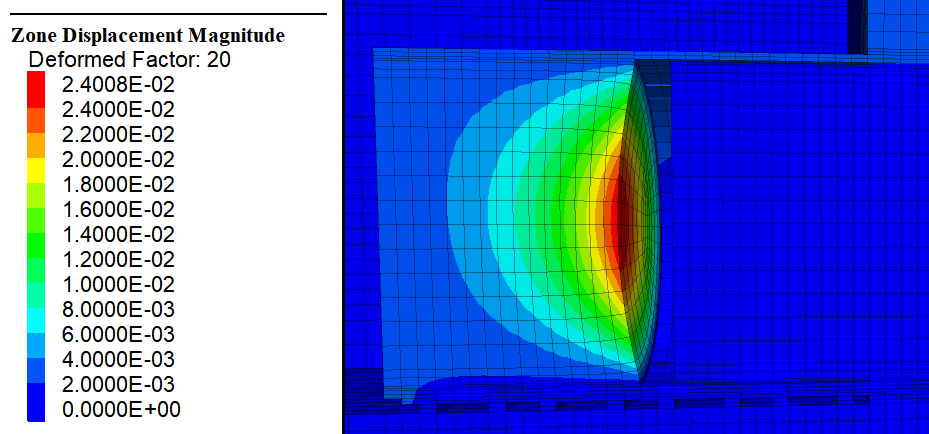 Zone Displacement Magnitude
Deformed Factor: 20
2.4008E-02
2.4000E-02
2.2000E-02
2.0000E-02
1.8000E-02
1.6000E-02
1.4000E-02
1.2000E-02
1.0000E-02
8.0000E-03
6.0000E-03
4.0000E-03
2.0000E-03
0.0000E+00